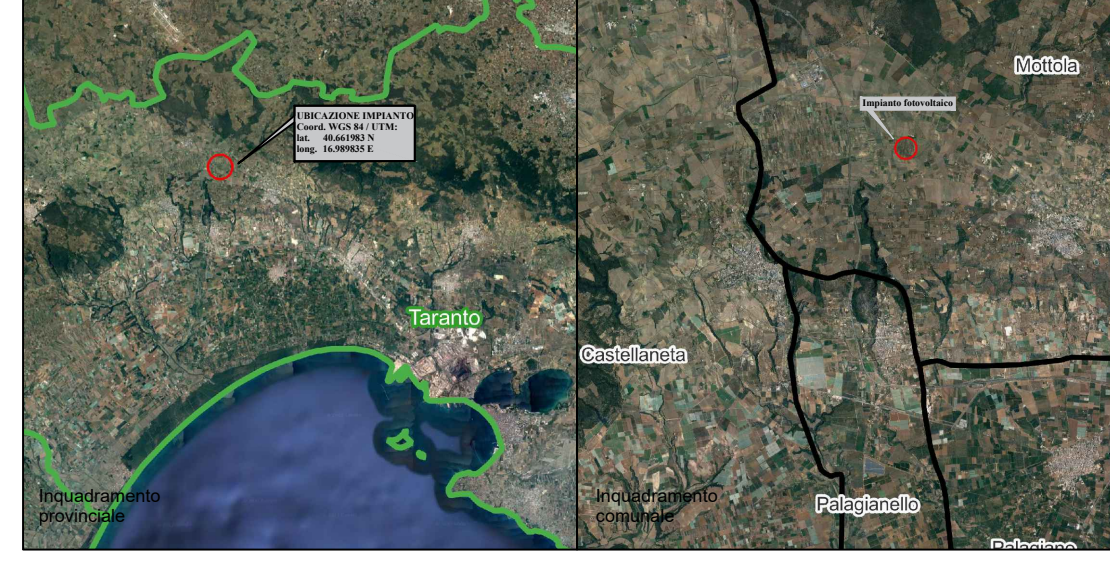 UBICAZIONE IMPIANTO
Coord. WGS 84 / UTM:
lat. 40.661983 N
long. 16.989835 E
Taranto
Inquadramento
provinciale
Mottola
Impianto fotovoltaico
Castellaneta
Inquadramento
comunale
Palagianello
Palagiano